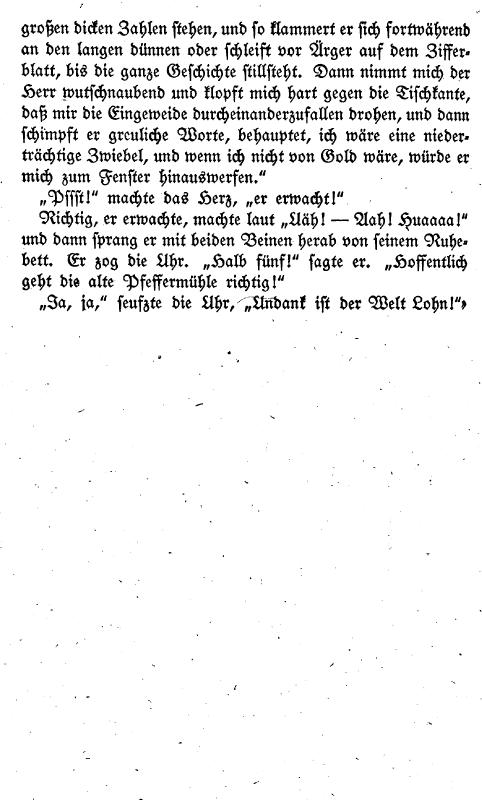 großen dicken Zahlen stehen, und so klammert er sich fortwährend
an den langen dünnen oder schleift vor Ärger auf dem Ziffer-
blatt, bis die ganze Geschichte stillsteht. Dann nimmt mich der
Herr wutschnaubend und klopft mich hart gegen die Tischkante,
daß mir die Eingeweide durcheinanderzufallen drohen, und dann
schimpft er greuliche Worte, behauptet, ich wäre eine nieder-
trächtige Zwiebel, und wenn ich nicht von Gold wäre, würde er
mich zum Fenster hinauswerfen.“
„Pssst!“ machte das Herz, „er erwacht!“
Richtig, er erwachte, machte laut „Uäh! — Aah! Huaaaa!“
und dann sprang er mit beiden Beinen herab von seinem Ruhe-
bett. Er zog die Uhr. „Halb fünf!“ sagte er. „Hoffentlich
geht die alte Pfeffermühle richtig!“
„Ja, ja,“ seufzte die Uhr, „Undank ist der Welt Lohn!“